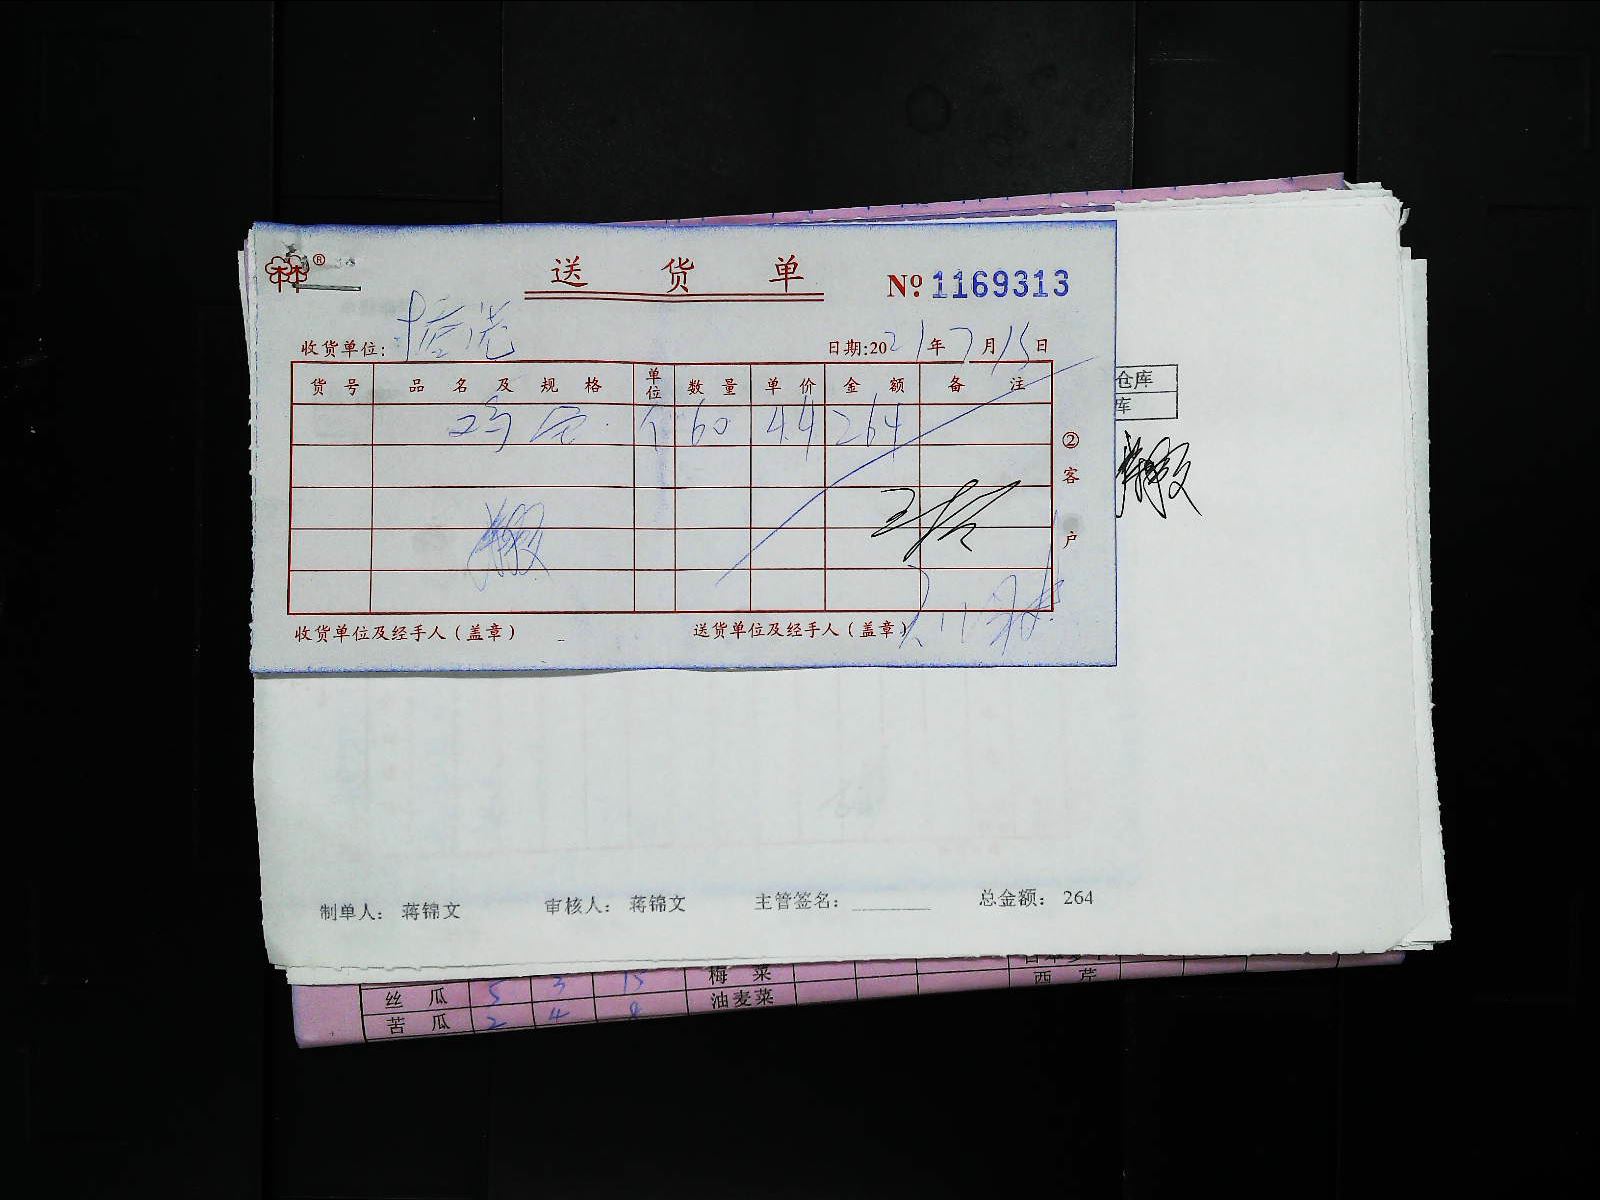 ®
送 货 单
№ 1169313
收货单位:
日期:2021年7月15日
货 号 品 名 及 规 格 单位 数 量 单 价 金 额 备 注
个 60 4.4 264
②客户
收货单位及经手人(盖章) 送货单位及经手人(盖章)
仓库
库
制单人: 蒋锦文 审核人: 蒋锦文 主管签名: 总金额: 264
梅 菜
丝 瓜 5 3 15 油麦菜 西 芹
苦 瓜 2 4 8